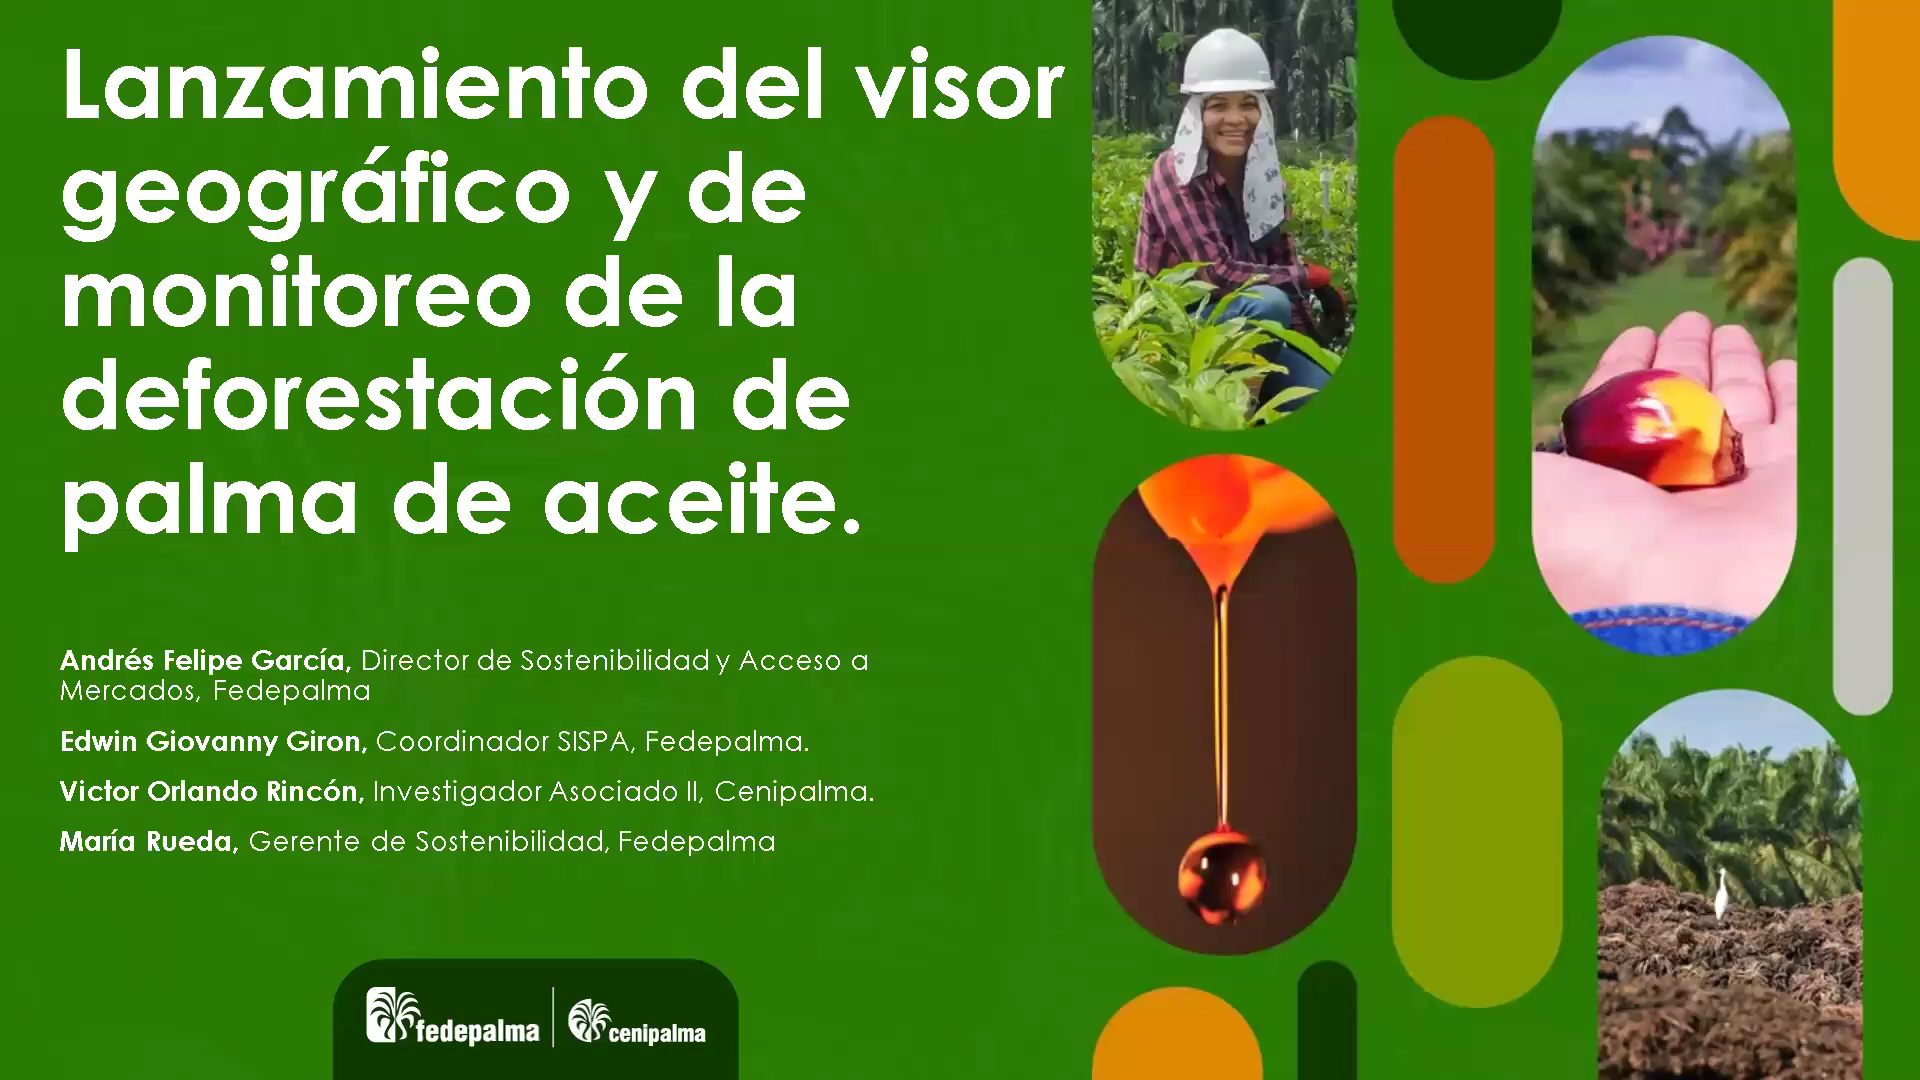 Lanzamiento del visor
geográfico y de
monitoreo de la
deforestación de
palma de aceite.
Andrés Felipe García, Director de Sostenibilidad y Acceso a
Mercados, Fedepalma
Edwin Giovanny Giron, Coordinador SISPA, Fedepalma.
Victor Orlando Rincón, Investigador Asociado II, Cenipalma.
María Rueda, Gerente de Sostenibilidad, Fedepalma
fedepalma cenipalma